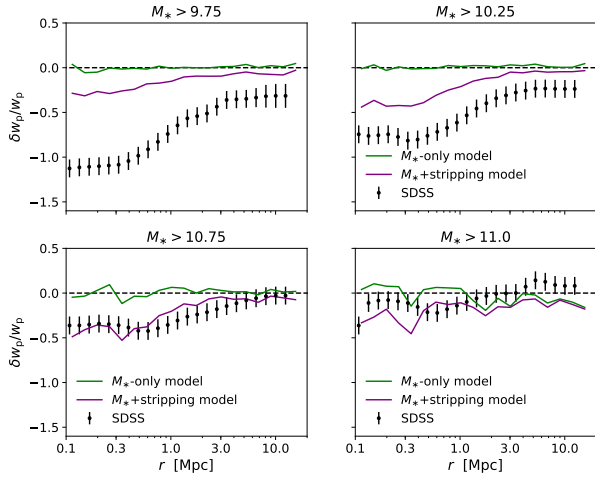 M* > 9.75
M* > 10.25
δwp/wp
0.5
0.0
−0.5
−1.0
−1.5
M*-only model
M*+stripping model
SDSS
M* > 10.75
M* > 11.0
δwp/wp
0.5
0.0
−0.5
−1.0
−1.5
M*-only model
M*+stripping model
SDSS
M*-only model
M*+stripping model
SDSS
0.1 0.3 1.0 3.0 10.0
0.1 0.3 1.0 3.0 10.0
r [Mpc]
r [Mpc]